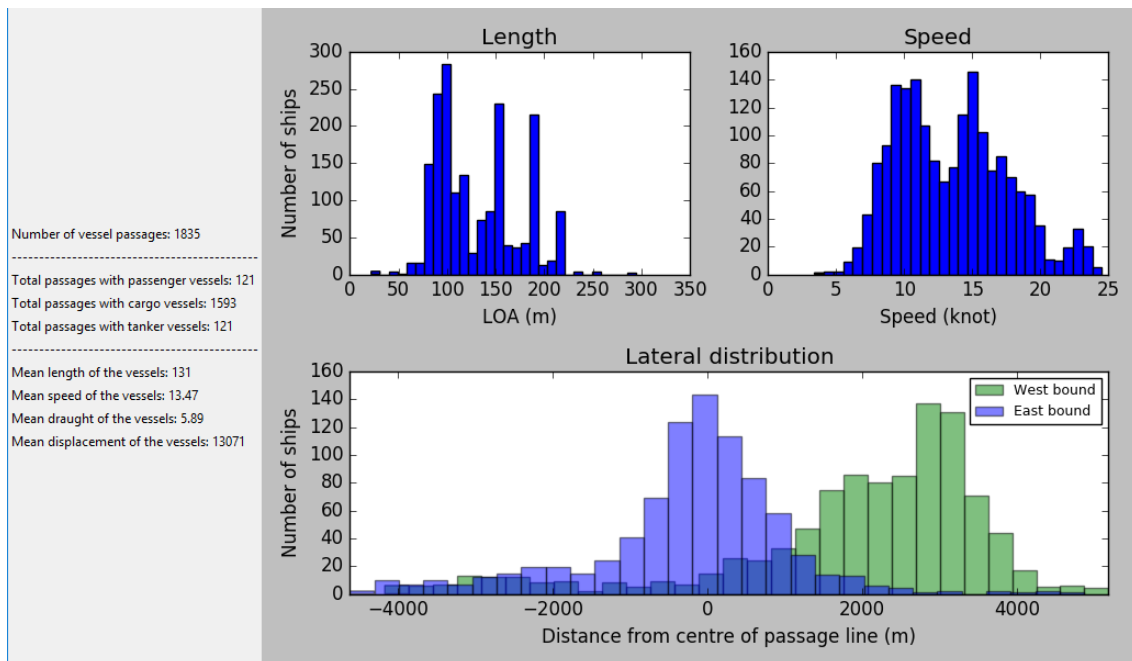 Number of vessel passages: 1835
------------------------------------------------
Total passages with passenger vessels: 121
Total passages with cargo vessels: 1593
Total passages with tanker vessels: 121
------------------------------------------------
Mean length of the vessels: 131
Mean speed of the vessels: 13.47
Mean draught of the vessels: 5.89
Mean displacement of the vessels: 13071
Length
Number of ships
300
250
200
150
100
50
0
0 50 100 150 200 250 300 350
LOA (m)
Speed
160
140
120
100
80
60
40
20
0
0 5 10 15 20 25
Speed (knot)
Lateral distribution
Number of ships
160
140
120
100
80
60
40
20
0
West bound
East bound
−4000 −2000 0 2000 4000
Distance from centre of passage line (m)